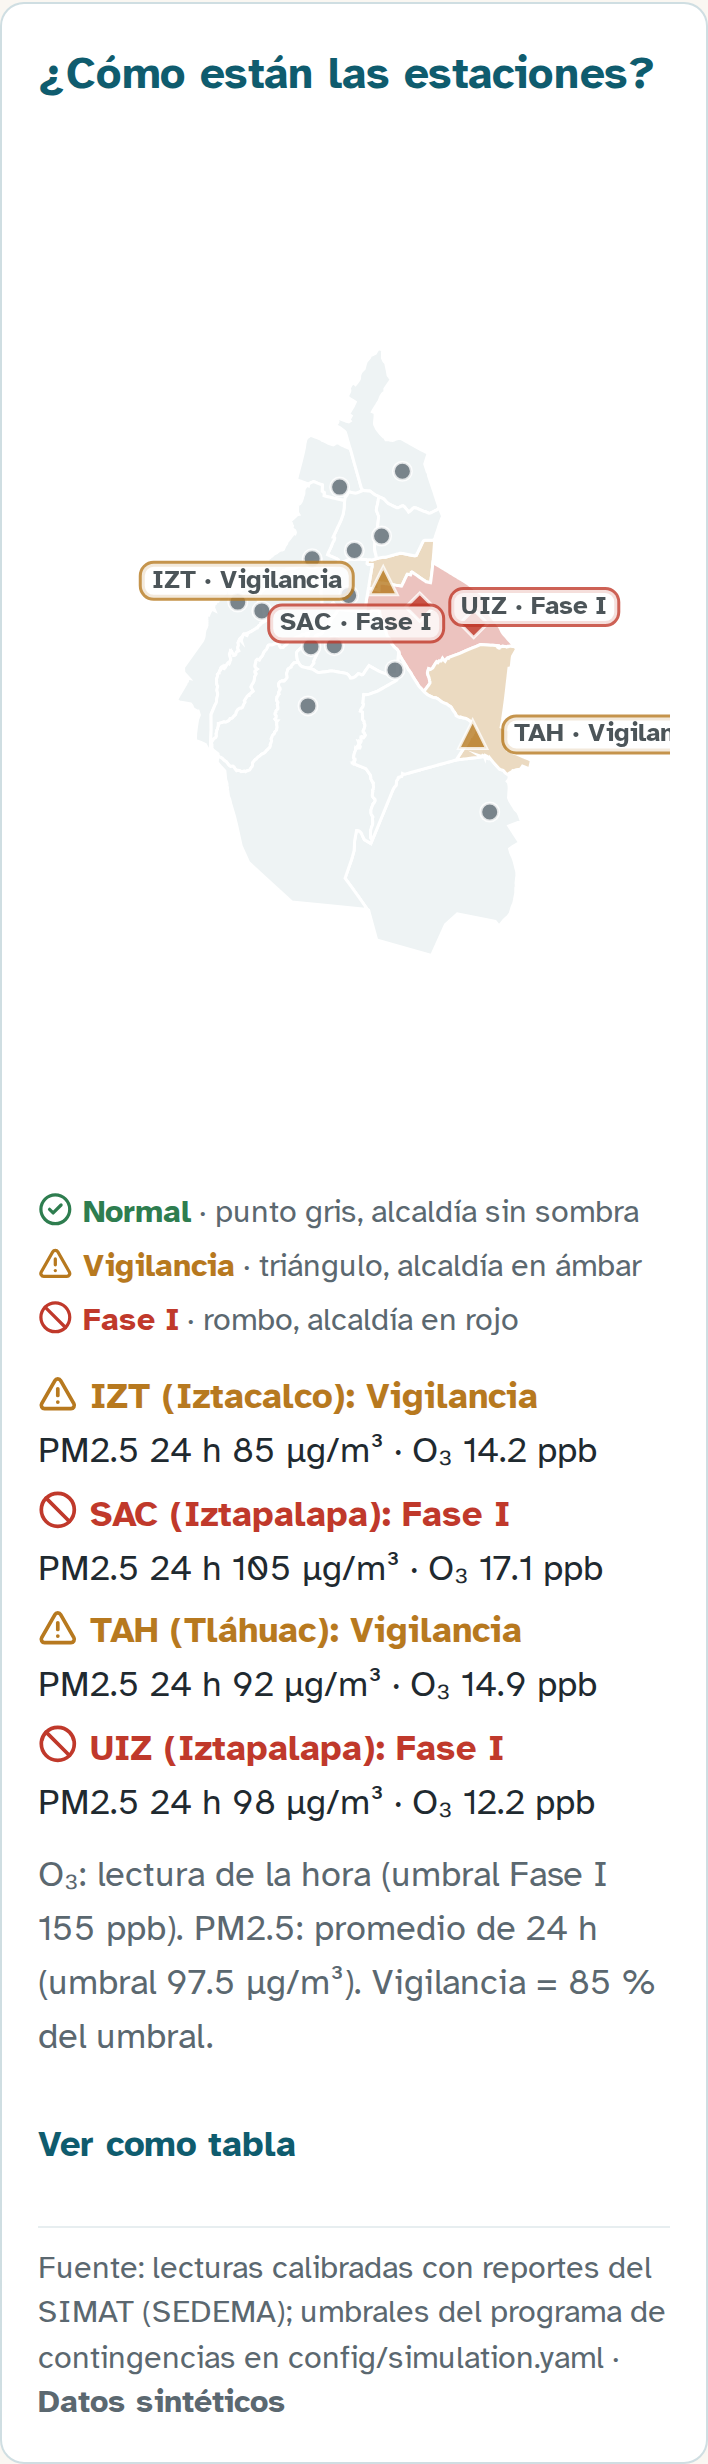 ¿Cómo están las estaciones?
IZT · Vigilancia
UIZ · Fase I
SAC · Fase I
TAH · Vigilan
Normal · punto gris, alcaldía sin sombra
Vigilancia · triángulo, alcaldía en ámbar
Fase I · rombo, alcaldía en rojo
IZT (Iztacalco): Vigilancia
PM2.5 24 h 85 µg/m³ · O₃ 14.2 ppb
SAC (Iztapalapa): Fase I
PM2.5 24 h 105 µg/m³ · O₃ 17.1 ppb
TAH (Tláhuac): Vigilancia
PM2.5 24 h 92 µg/m³ · O₃ 14.9 ppb
UIZ (Iztapalapa): Fase I
PM2.5 24 h 98 µg/m³ · O₃ 12.2 ppb
O₃: lectura de la hora (umbral Fase I
155 ppb). PM2.5: promedio de 24 h
(umbral 97.5 µg/m³). Vigilancia = 85 %
del umbral.
Ver como tabla
Fuente: lecturas calibradas con reportes del
SIMAT (SEDEMA); umbrales del programa de
contingencias en config/simulation.yaml ·
Datos sintéticos